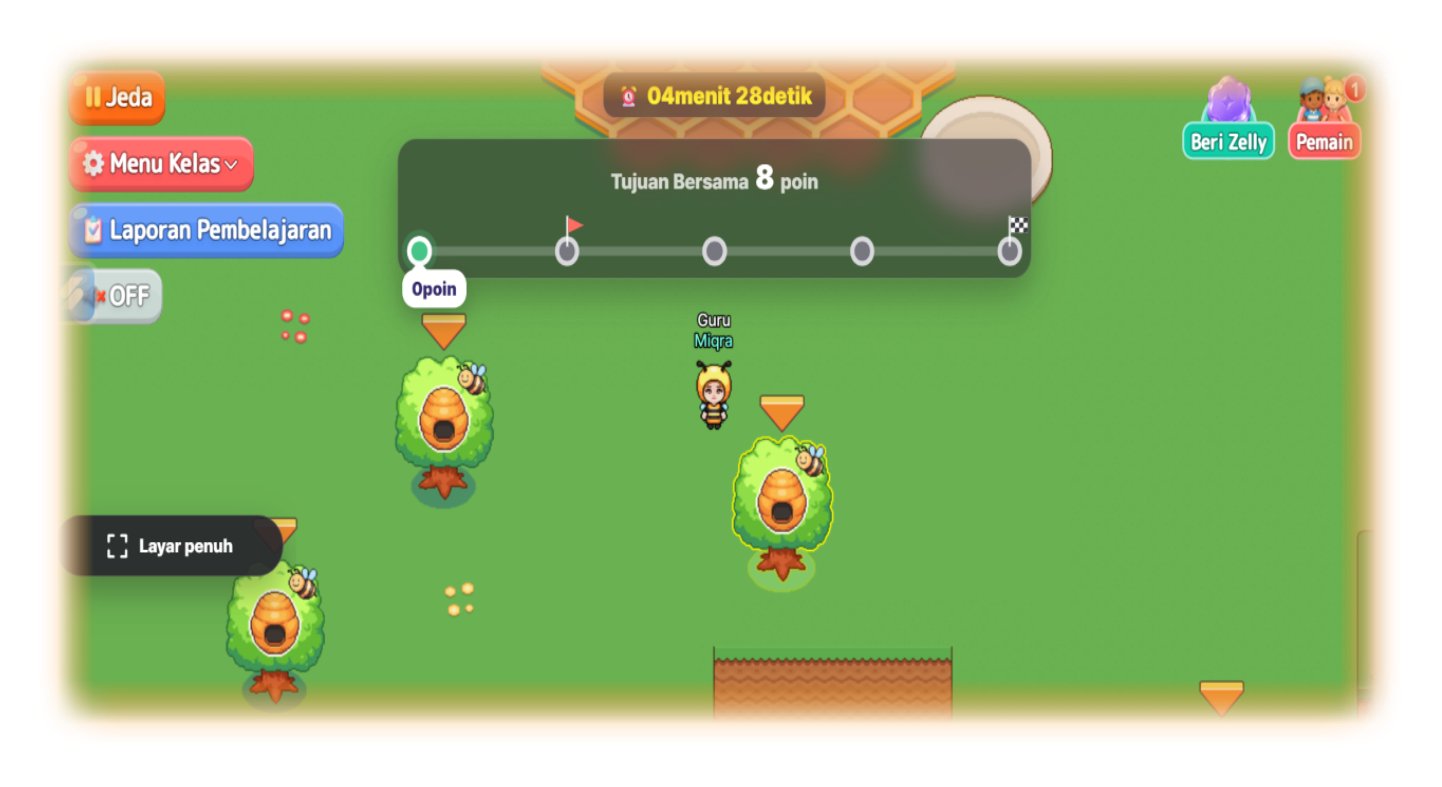 Jeda
04menit 28detik
1
Beri Zelly
Pemain
Menu Kelas
Tujuan Bersama 8 poin
Laporan Pembelajaran
0poin
OFF
Guru
Miqra
Layar penuh